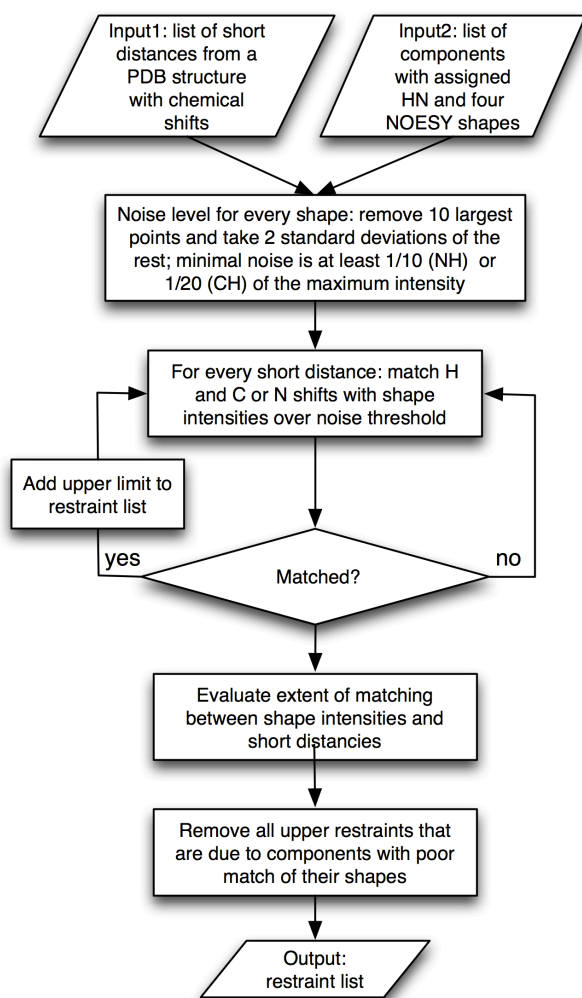 Input1: list of short
distances from a
PDB structure
with chemical
shifts
Input2: list of
components
with assigned
HN and four
NOESY shapes
Noise level for every shape: remove 10 largest
points and take 2 standard deviations of the
rest; minimal noise is at least 1/10 (NH)  or
1/20 (CH) of the maximum intensity
For every short distance: match H
and C or N shifts with shape
intensities over noise threshold
Add upper limit to
restraint list
yes
no
Matched?
Evaluate extent of matching
between shape intensities and
short distancies
Remove all upper restraints that
are due to components with poor
match of their shapes
Output:
restraint list